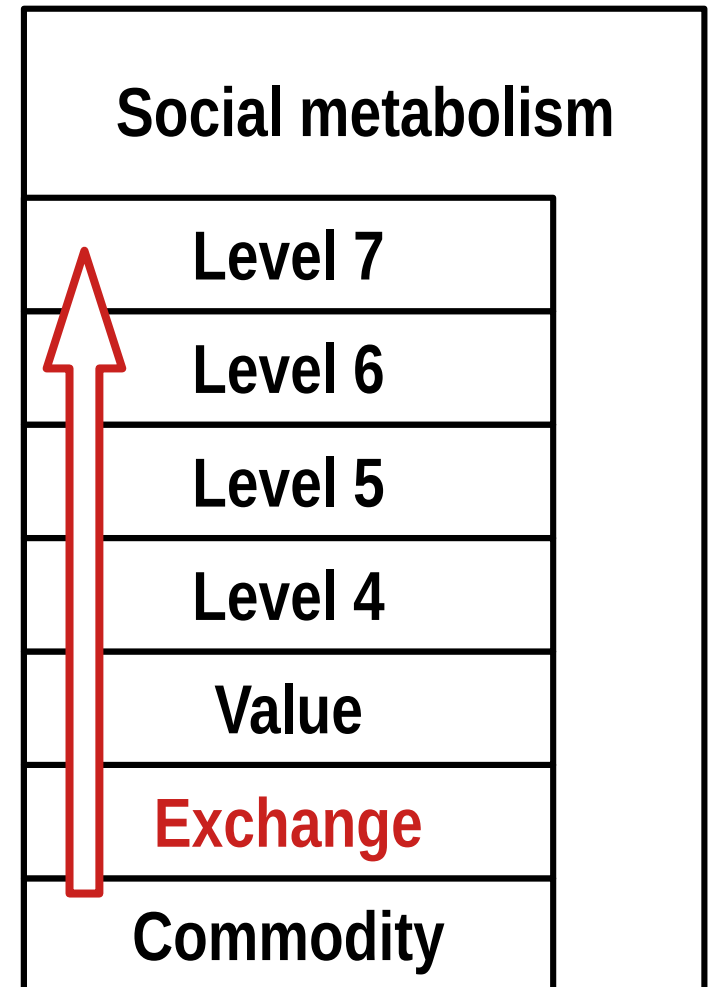 Social metabolism
Level 7
Level 6
Level 5
Level 4
Value
Exchange
Commodity